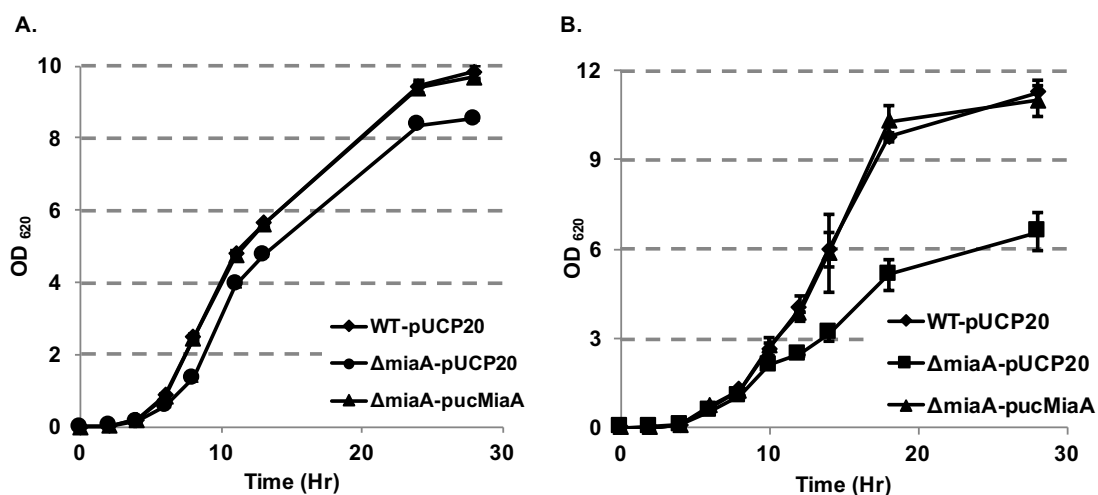 A.
10
8
6
4
2
0
OD 620
WT-pUCP20
ΔmiaA-pUCP20
ΔmiaA-pucMiaA
0 10 20 30
Time (Hr)
B.
12
9
6
3
0
OD 620
WT-pUCP20
ΔmiaA-pUCP20
ΔmiaA-pucMiaA
0 10 20 30
Time (Hr)